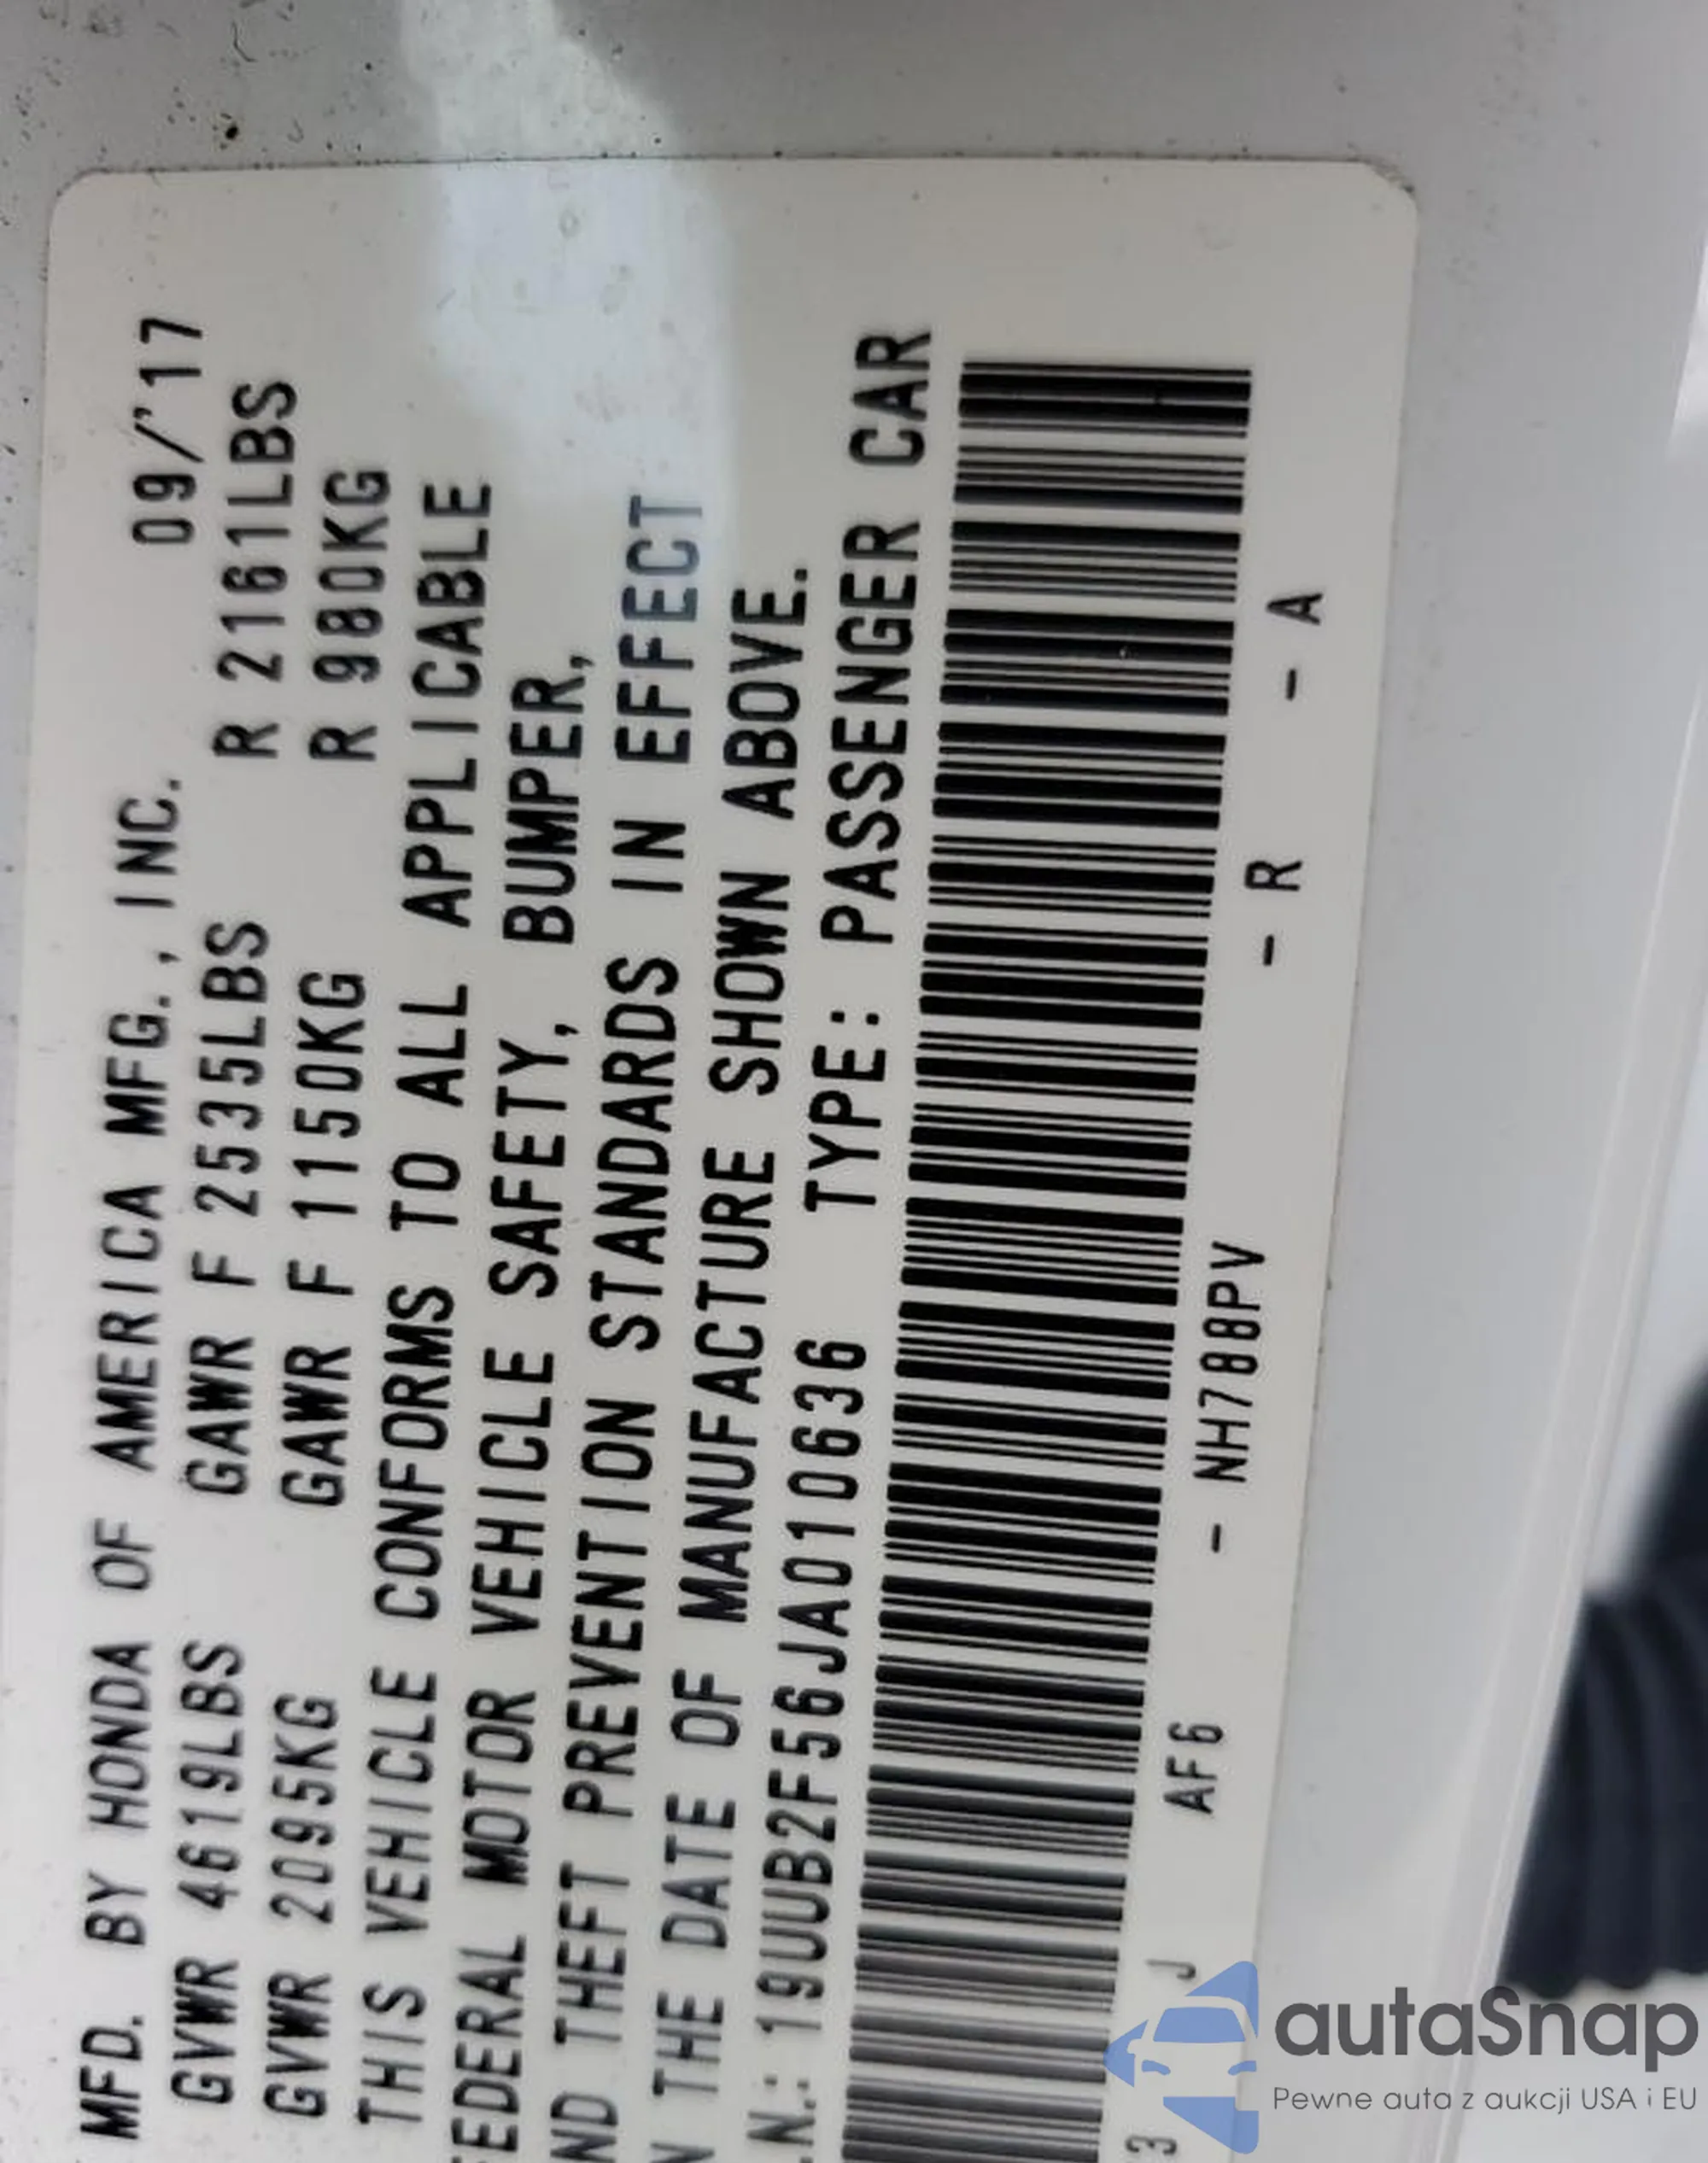 MFD. BY HONDA OF AMERICA MFG., INC. 09/'17
GVWR 4619LBS GAWR F 2535LBS R 2161LBS
GVWR 2095KG GAWR F 1150KG R 980KG
THIS VEHICLE CONFORMS TO ALL APPLICABLE
FEDERAL MOTOR VEHICLE SAFETY, BUMPER,
ND THEFT PREVENTION STANDARDS IN EFFECT
N THE DATE OF MANUFACTURE SHOWN ABOVE.
.N.: 19UUB2F56JA010636 TYPE: PASSENGER CAR
3 J AF6 - NH788PV - R - A
autaSnap
Pewne auta z aukcji USA i EU